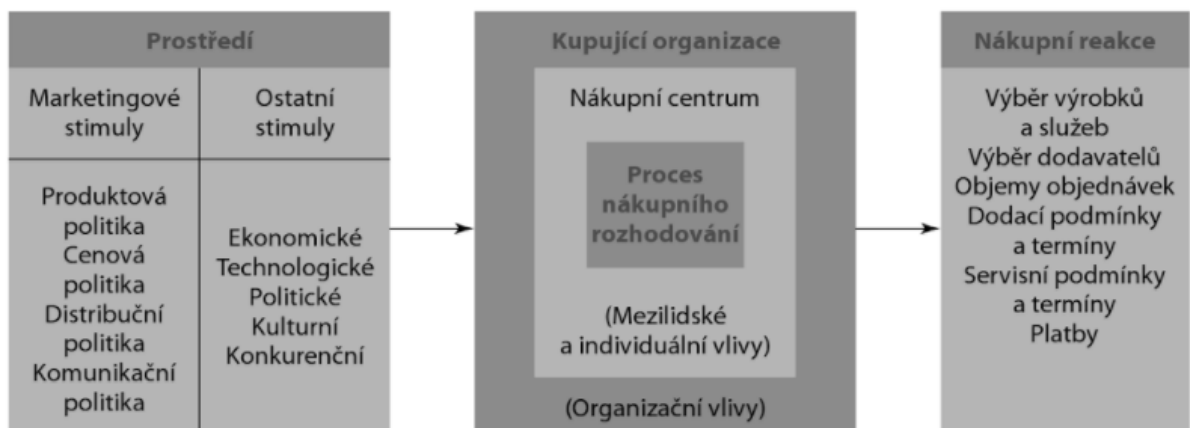 Prostředí
Marketingové
stimuly
Ostatní
stimuly
Produktová
politika
Cenová
politika
Distribuční
politika
Komunikační
politika
Ekonomické
Technologické
Politické
Kulturní
Konkurenční
Kupující organizace
Nákupní centrum
Proces
nákupního
rozhodování
(Mezilidské
a individuální vlivy)
(Organizační vlivy)
Nákupní reakce
Výběr výrobků
a služeb
Výběr dodavatelů
Objemy objednávek
Dodací podmínky
a termíny
Servisní podmínky
a termíny
Platby